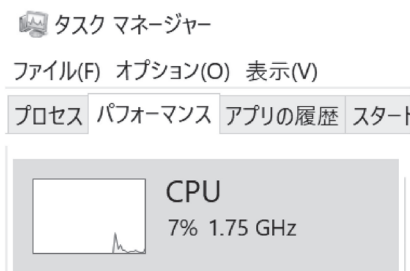 タスク マネージャー
ファイル(F) オプション(O) 表示(V)
プロセス パフォーマンス アプリの履歴 スタート
CPU
7% 1.75 GHz